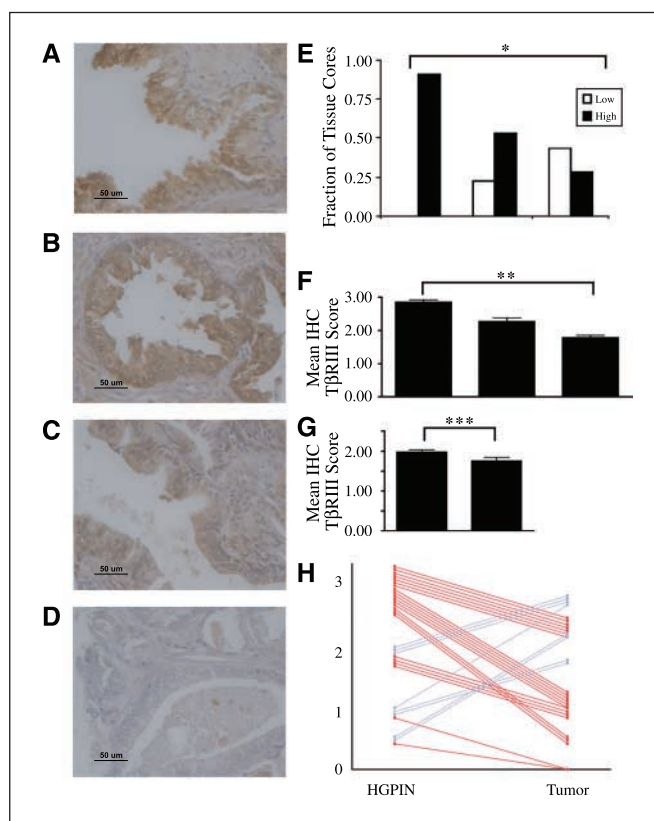 A
50 um
B
50 um
C
50 um
D
50 um
E
*
1.00
0.75
0.50
0.25
0.00
Fraction of Tissue Cores
Low
High
F
**
3.00
2.00
1.00
0.00
Mean IHC
TβRIII Score
G
***
2.00
1.00
0.00
Mean IHC
TβRIII Score
H
3
2
1
0
HGPIN
Tumor